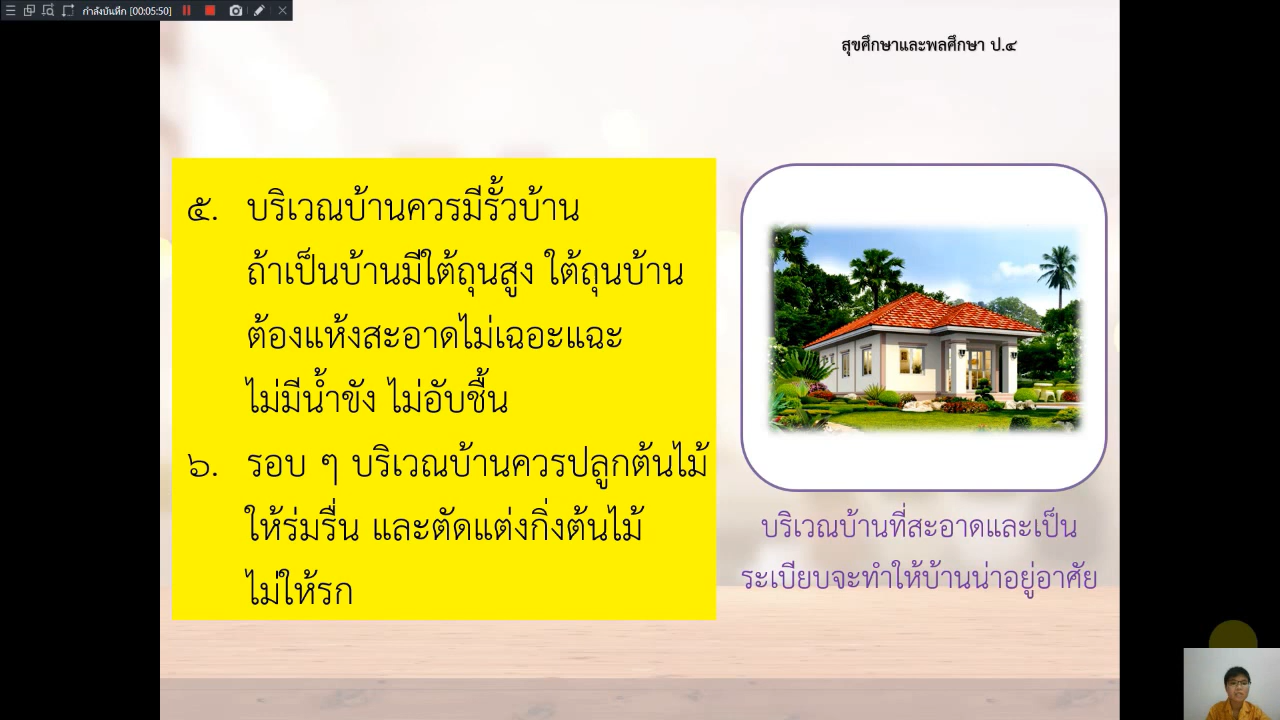 กำลังบันทึก [00:05:50]
สุขศึกษาและพลศึกษา ป.๔
๕. บริเวณบ้านควรมีรั้วบ้าน
ถ้าเป็นบ้านมีใต้ถุนสูง ใต้ถุนบ้าน
ต้องแห้งสะอาดไม่เฉอะแฉะ
ไม่มีน้ำขัง ไม่อับชื้น
๖. รอบ ๆ บริเวณบ้านควรปลูกต้นไม้
ให้ร่มรื่น และตัดแต่งกิ่งต้นไม้
ไม่ให้รก
บริเวณบ้านที่สะอาดและเป็น
ระเบียบจะทำให้บ้านน่าอยู่อาศัย